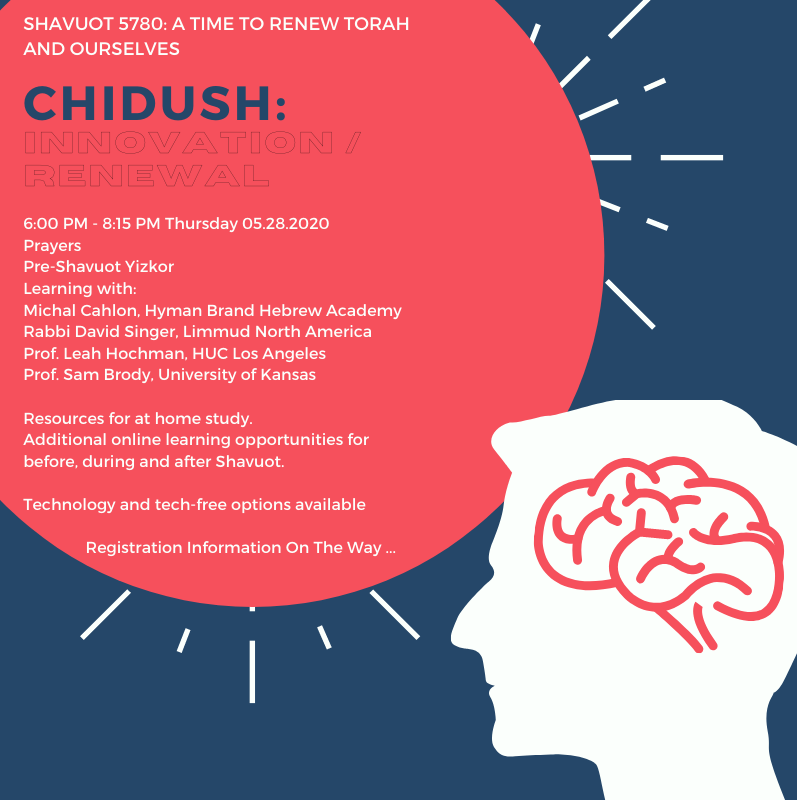 SHAVUOT 5780: A TIME TO RENEW TORAH
AND OURSELVES
CHIDUSH:
INNOVATION /
RENEWAL
6:00 PM - 8:15 PM Thursday 05.28.2020
Prayers
Pre-Shavuot Yizkor
Learning with:
Michal Cahlon, Hyman Brand Hebrew Academy
Rabbi David Singer, Limmud North America
Prof. Leah Hochman, HUC Los Angeles
Prof. Sam Brody, University of Kansas
Resources for at home study.
Additional online learning opportunities for
before, during and after Shavuot.
Technology and tech-free options available
Registration Information On The Way ...